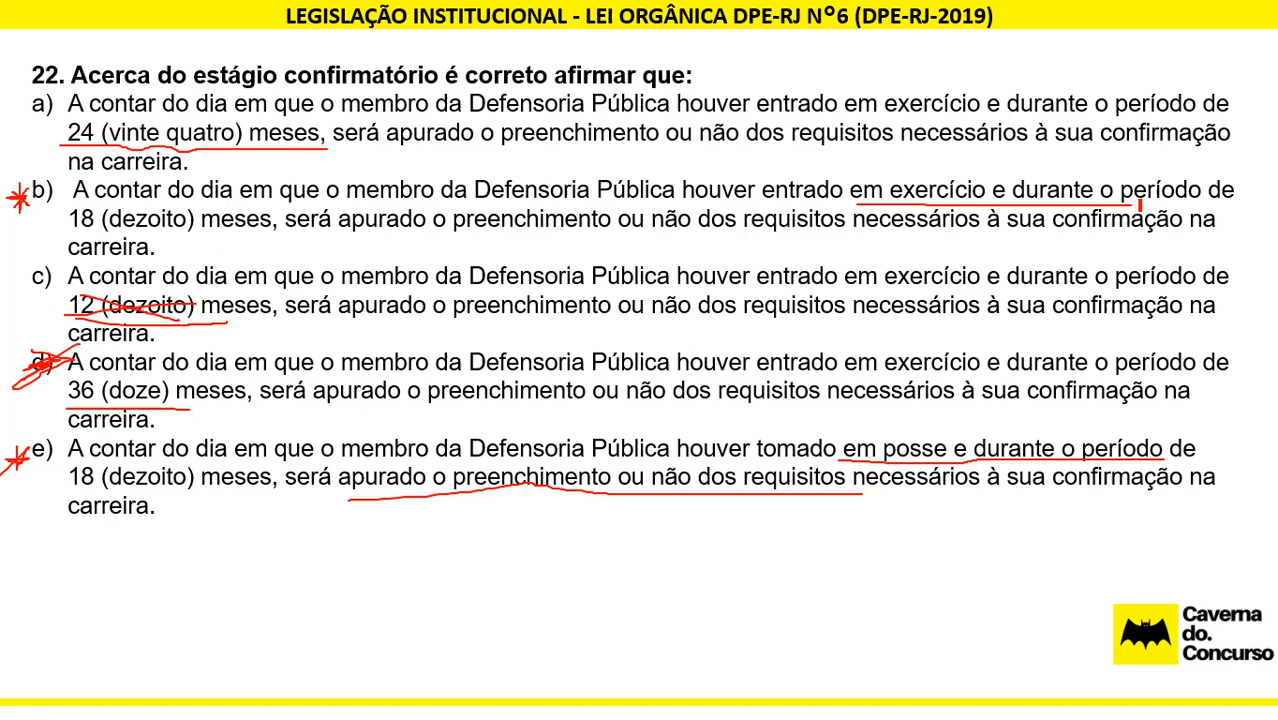 LEGISLAÇÃO INSTITUCIONAL - LEI ORGÂNICA DPE-RJ Nº6 (DPE-RJ-2019)
22. Acerca do estágio confirmatório é correto afirmar que:
a) A contar do dia em que o membro da Defensoria Pública houver entrado em exercício e durante o período de
24 (vinte quatro) meses, será apurado o preenchimento ou não dos requisitos necessários à sua confirmação
na carreira.
b) A contar do dia em que o membro da Defensoria Pública houver entrado em exercício e durante o período de
18 (dezoito) meses, será apurado o preenchimento ou não dos requisitos necessários à sua confirmação na
carreira.
c) A contar do dia em que o membro da Defensoria Pública houver entrado em exercício e durante o período de
12 (dezoito) meses, será apurado o preenchimento ou não dos requisitos necessários à sua confirmação na
carreira.
d) A contar do dia em que o membro da Defensoria Pública houver entrado em exercício e durante o período de
36 (doze) meses, será apurado o preenchimento ou não dos requisitos necessários à sua confirmação na
carreira.
e) A contar do dia em que o membro da Defensoria Pública houver tomado em posse e durante o período de
18 (dezoito) meses, será apurado o preenchimento ou não dos requisitos necessários à sua confirmação na
carreira.
Caverna
do.
Concurso